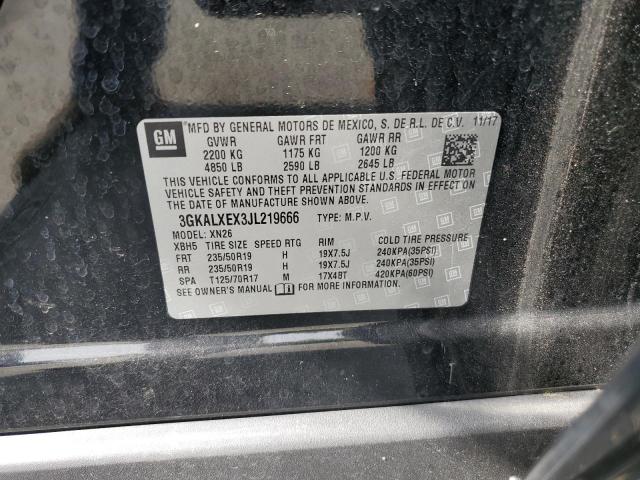 GM
MFD BY GENERAL MOTORS DE MEXICO, S. DE R.L. DE C.V. 11/17
GVWR GAWR FRT GAWR RR
2200 KG 1175 KG 1200 KG
4850 LB 2590 LB 2645 LB
THIS VEHICLE CONFORMS TO ALL APPLICABLE U.S. FEDERAL MOTOR
VEHICLE SAFETY AND THEFT PREVENTION STANDARDS IN EFFECT ON
THE DATE OF MANUFACTURE SHOWN ABOVE.
3GKALXEX3JL219666 TYPE: M.P.V.
MODEL: XN26
XBH5 TIRE SIZE SPEED RTG RIM COLD TIRE PRESSURE
FRT 235/50R19 H 19X7.5J 240KPA(35PSI)
RR 235/50R19 H 19X7.5J 240KPA(35PSI)
SPA T125/70R17 M 17X4BT 420KPA(60PSI)
SEE OWNER'S MANUAL FOR MORE INFORMATION.